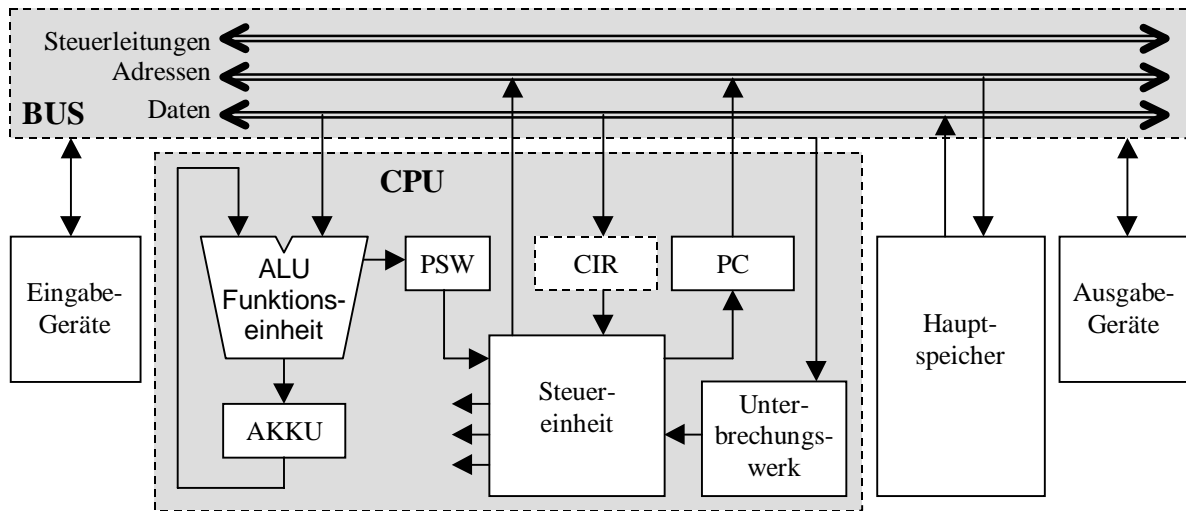 Steuerleitungen
Adressen
Daten
BUS
CPU
Eingabe-
Geräte
ALU
Funktions-
einheit
PSW
CIR
PC
AKKU
Steuer-
einheit
Unter-
brechungs-
werk
Haupt-
speicher
Ausgabe-
Geräte